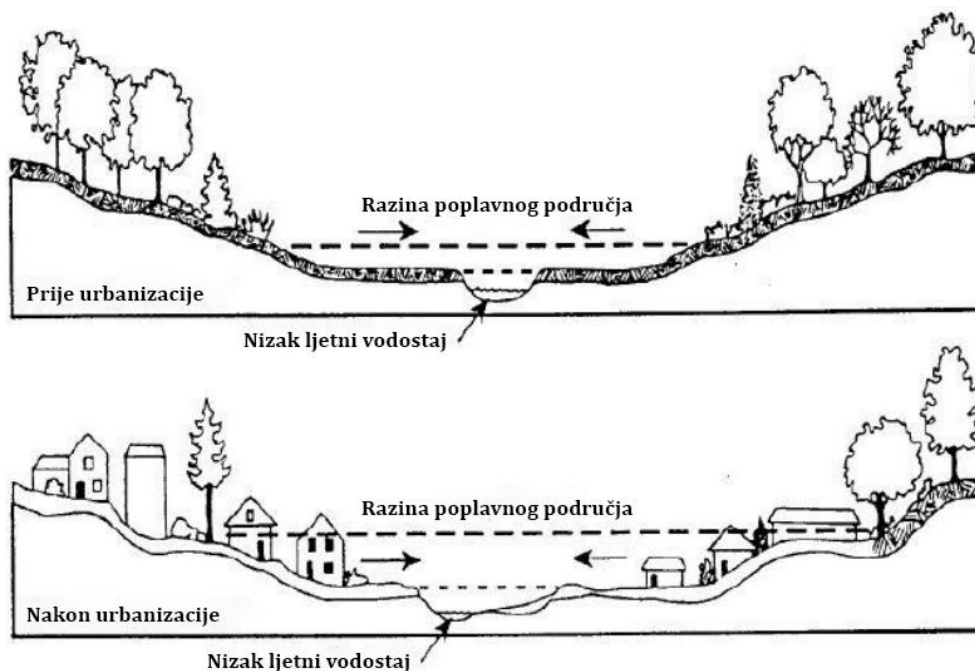 Razina poplavnog područja
Prije urbanizacije
Nizak ljetni vodostaj
Razina poplavnog područja
Nakon urbanizacije
Nizak ljetni vodostaj